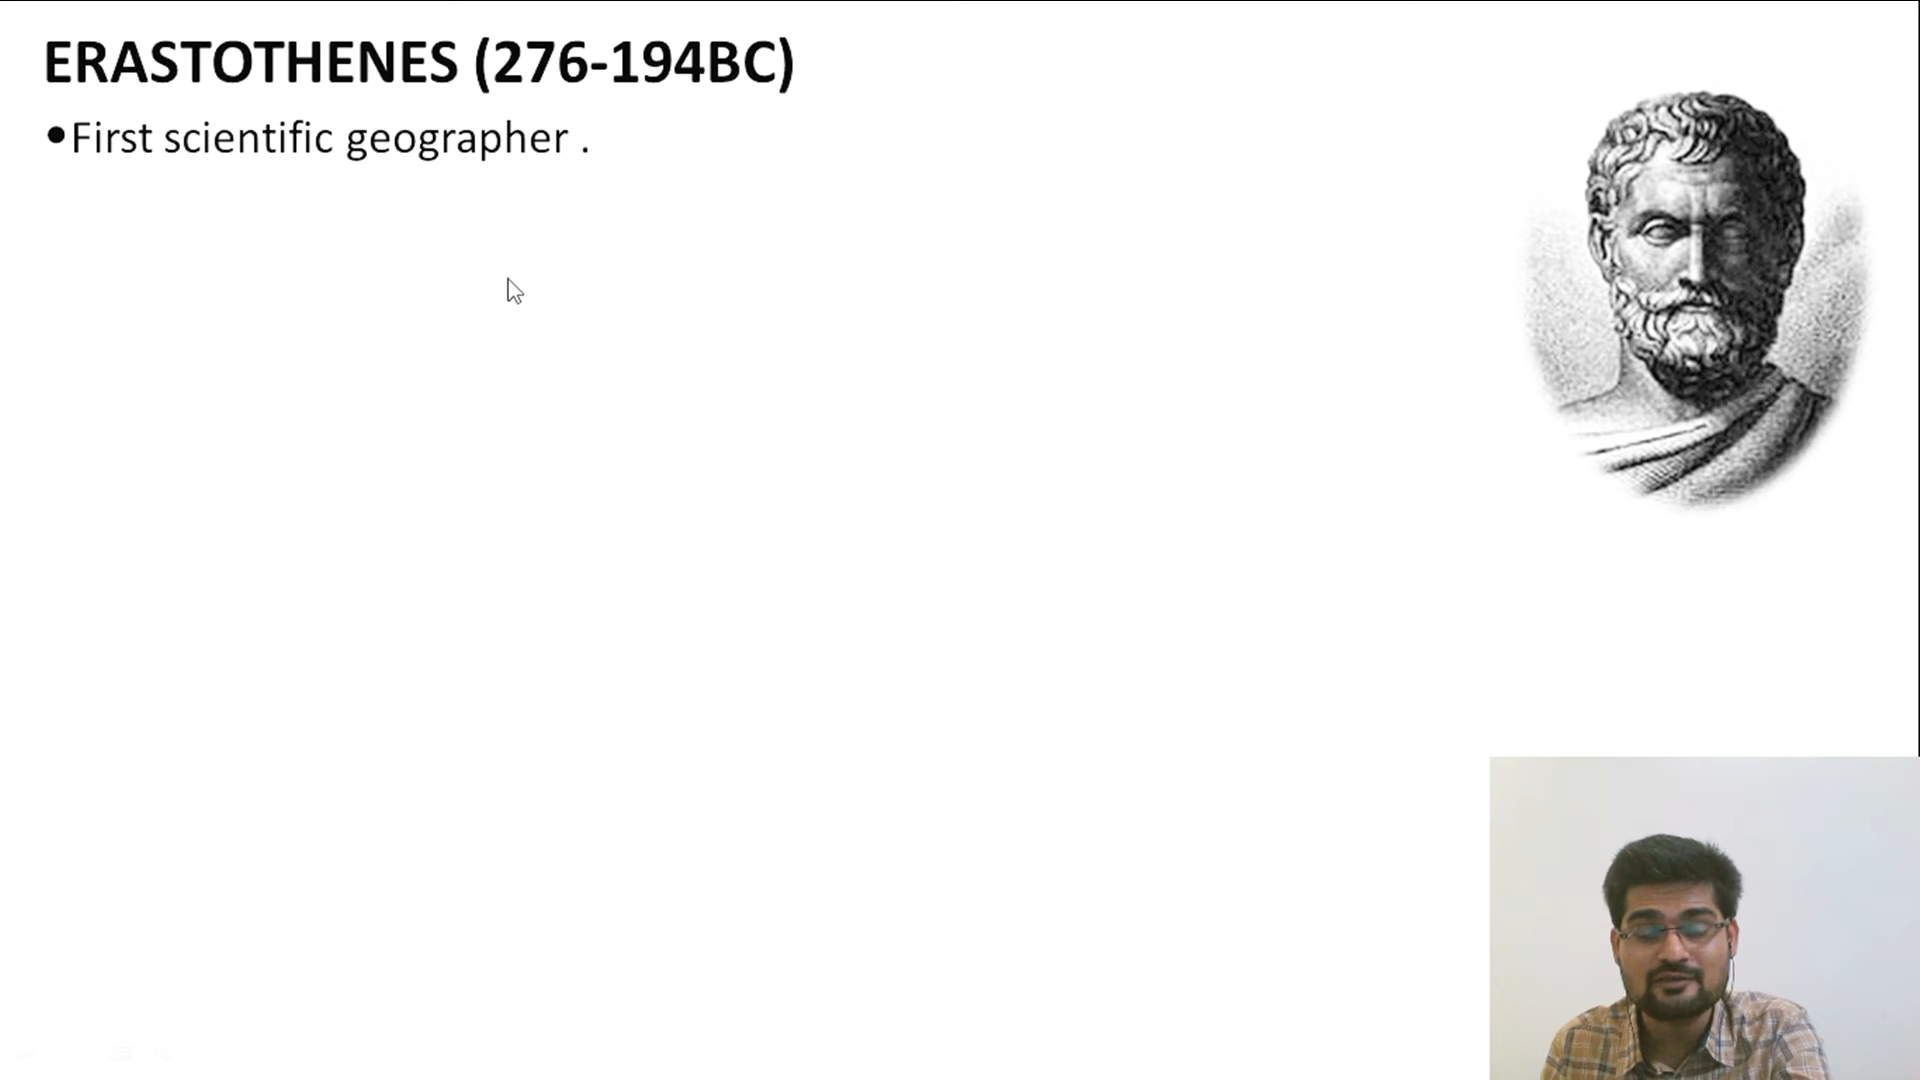 ERASTOTHENES (276-194BC)
•First scientific geographer .